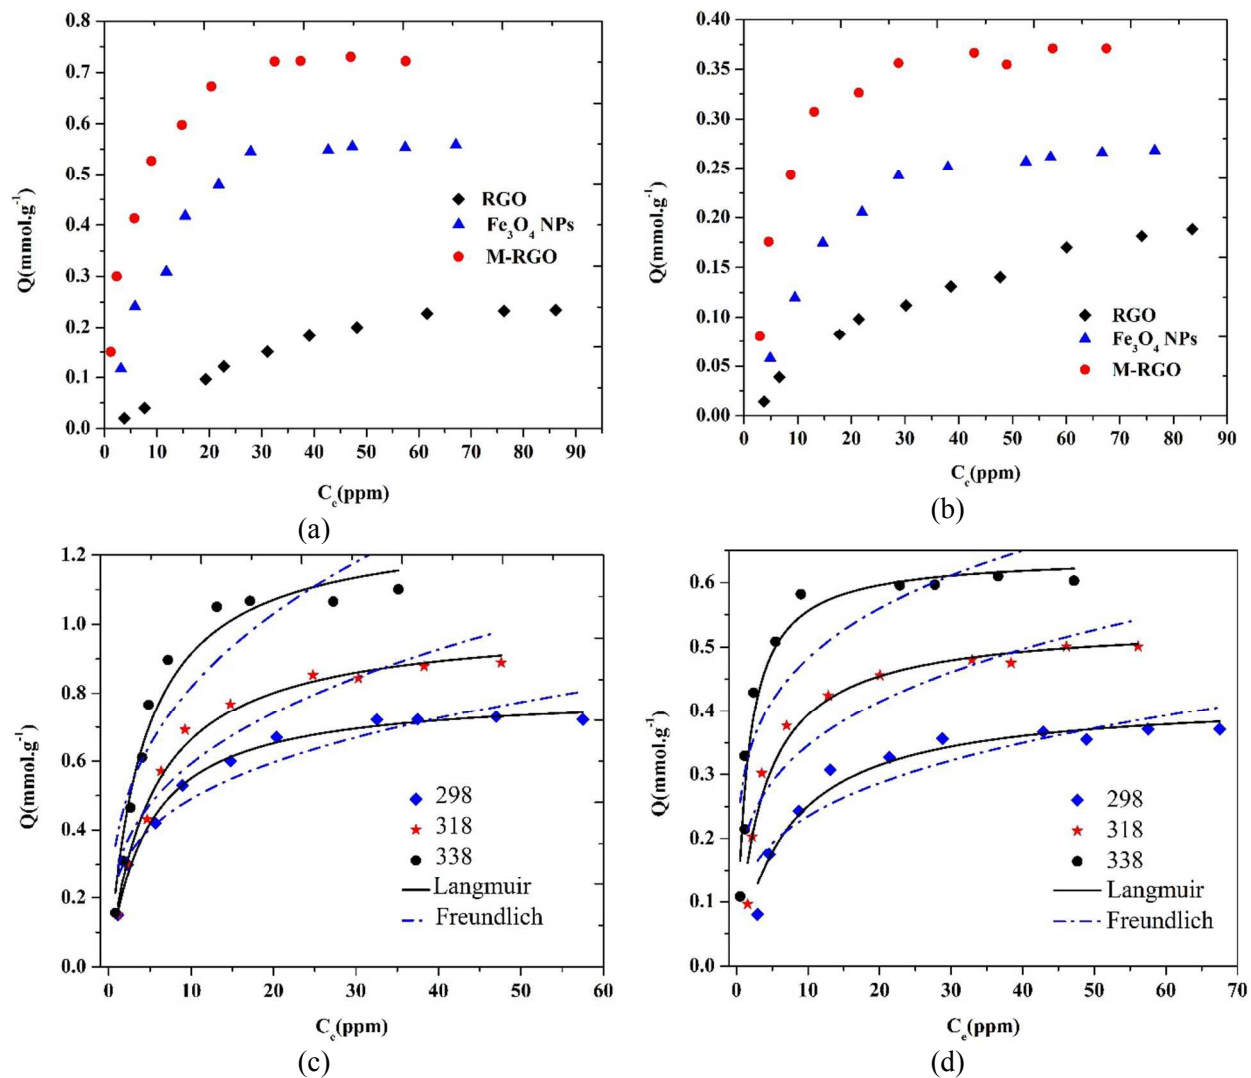 0.8
0.7
0.6
0.5
0.4
0.3
0.2
0.1
0.0
Q(mmol.g⁻¹)
RGO
Fe₃O₄ NPs
M-RGO
0 10 20 30 40 50 60 70 80 90
Cₑ(ppm)
(a)
0.40
0.35
0.30
0.25
0.20
0.15
0.10
0.05
0.00
Q(mmol.g⁻¹)
RGO
Fe₃O₄ NPs
M-RGO
0 10 20 30 40 50 60 70 80 90
Cₑ(ppm)
(b)
1.2
1.0
0.8
0.6
0.4
0.2
0.0
Q(mmol.g⁻¹)
298
318
338
Langmuir
Freundlich
0 10 20 30 40 50 60
Cₑ(ppm)
(c)
0.6
0.5
0.4
0.3
0.2
0.1
0.0
Q(mmol.g⁻¹)
298
318
338
Langmuir
Freundlich
0 10 20 30 40 50 60 70
Cₑ(ppm)
(d)